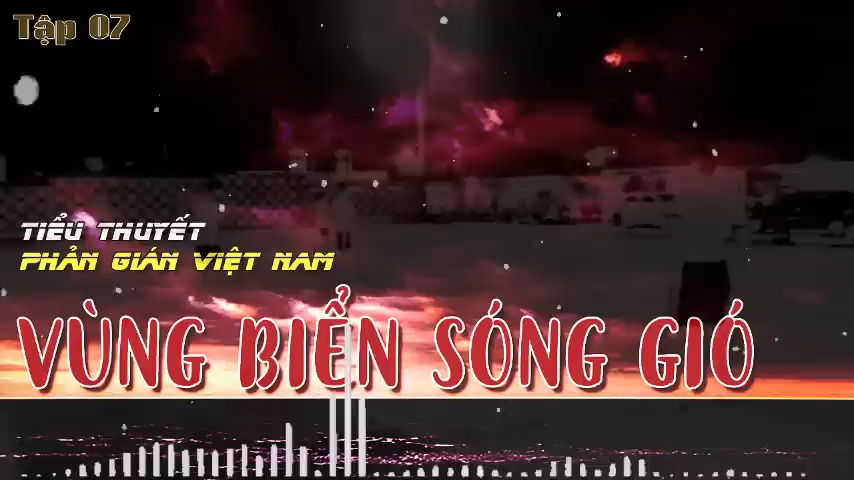 Tập 07
TIỂU THUYẾT
PHẢN GIÁN VIỆT NAM
VÙNG BIỂN SÓNG GIÓ